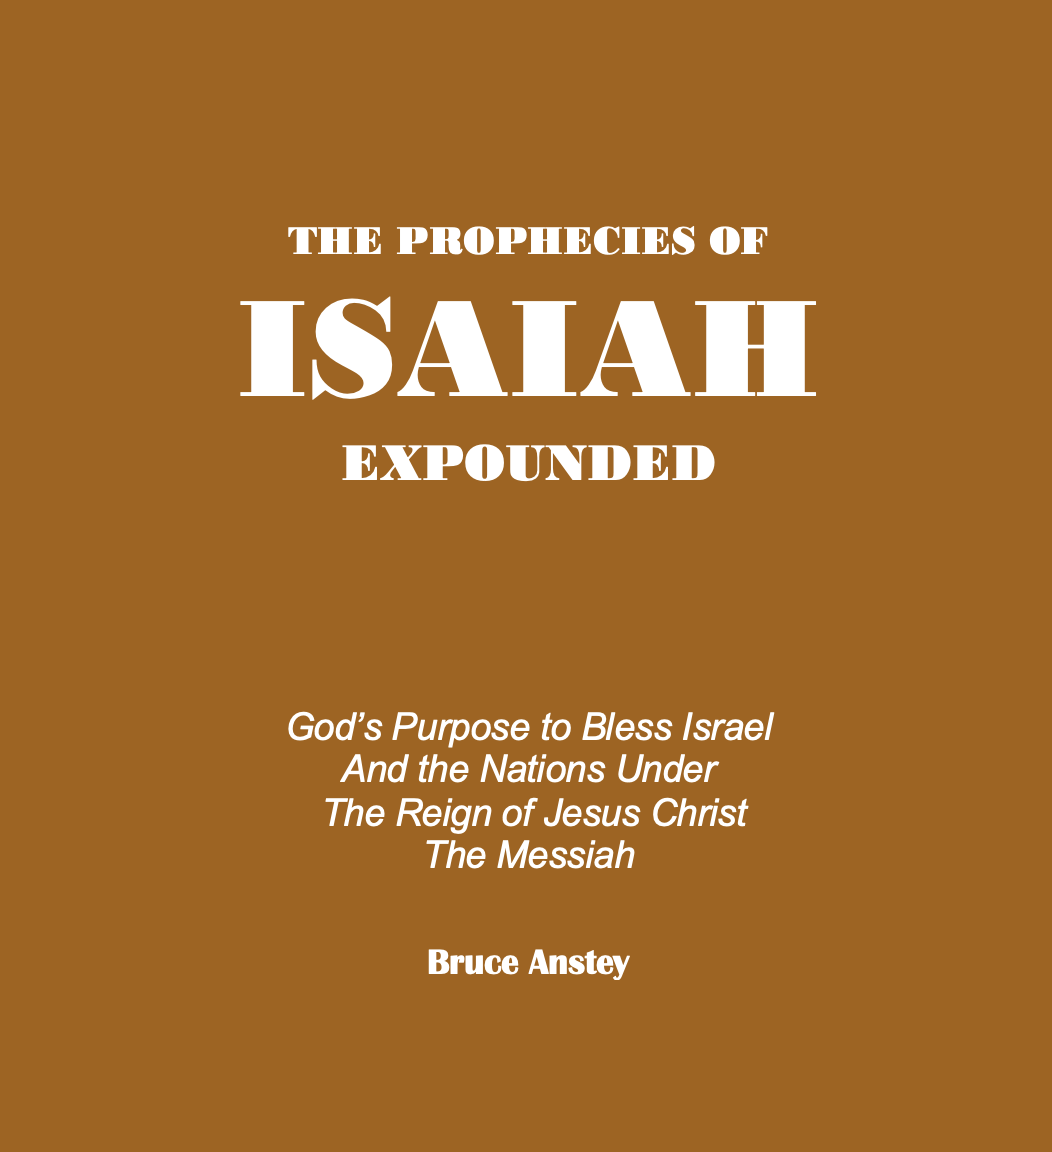 THE PROPHECIES OF
ISAIAH
EXPOUNDED
God’s Purpose to Bless Israel
And the Nations Under
The Reign of Jesus Christ
The Messiah
Bruce Anstey